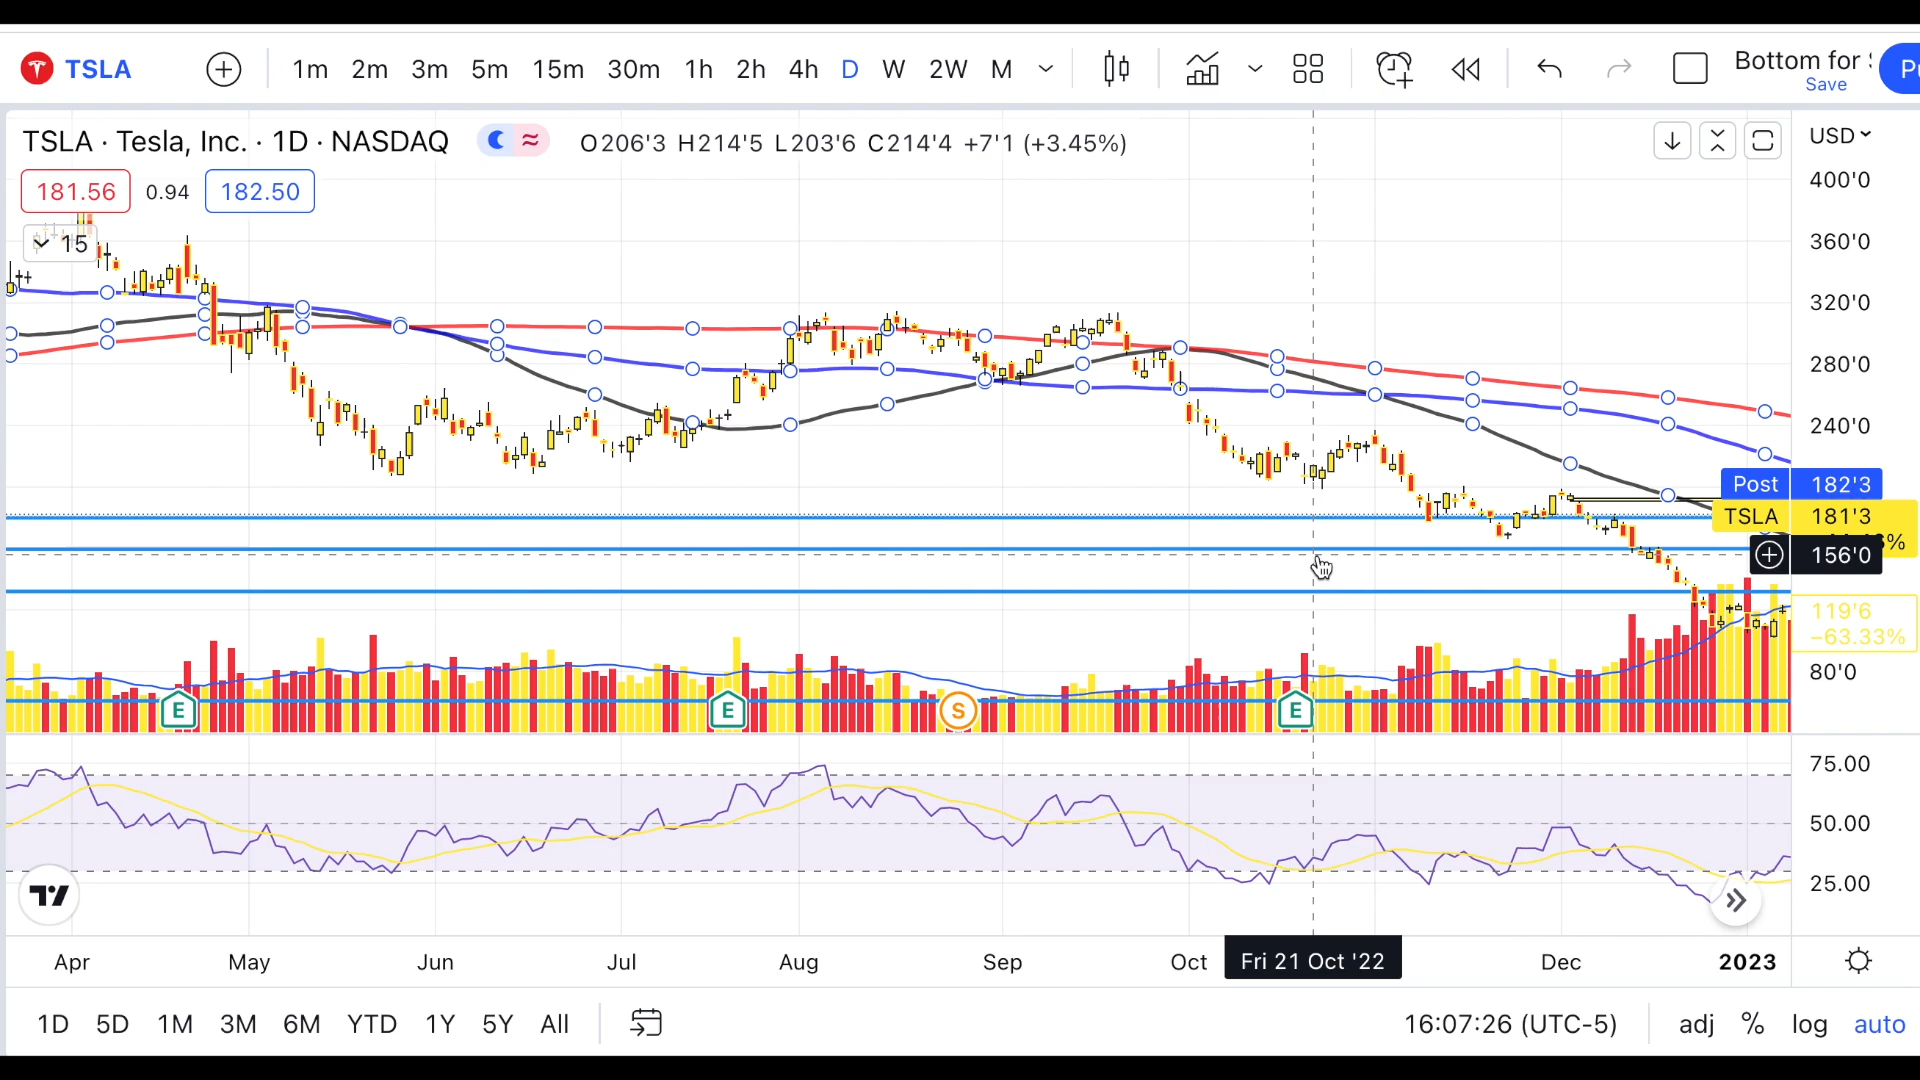 TSLA 1m 2m 3m 5m 15m 30m 1h 2h 4h D W 2W M Bottom for
Save
TSLA · Tesla, Inc. · 1D · NASDAQ O206'3 H214'5 L203'6 C214'4 +7'1 (+3.45%) USD
181.56 0.94 182.50
15
400'0
360'0
320'0
280'0
240'0
Post 182'3
TSLA 181'3
156'0
119'6
−63.33%
80'0
E E S E
75.00
50.00
25.00
Apr May Jun Jul Aug Sep Oct Fri 21 Oct '22 Dec 2023
1D 5D 1M 3M 6M YTD 1Y 5Y All 16:07:26 (UTC-5) adj % log auto